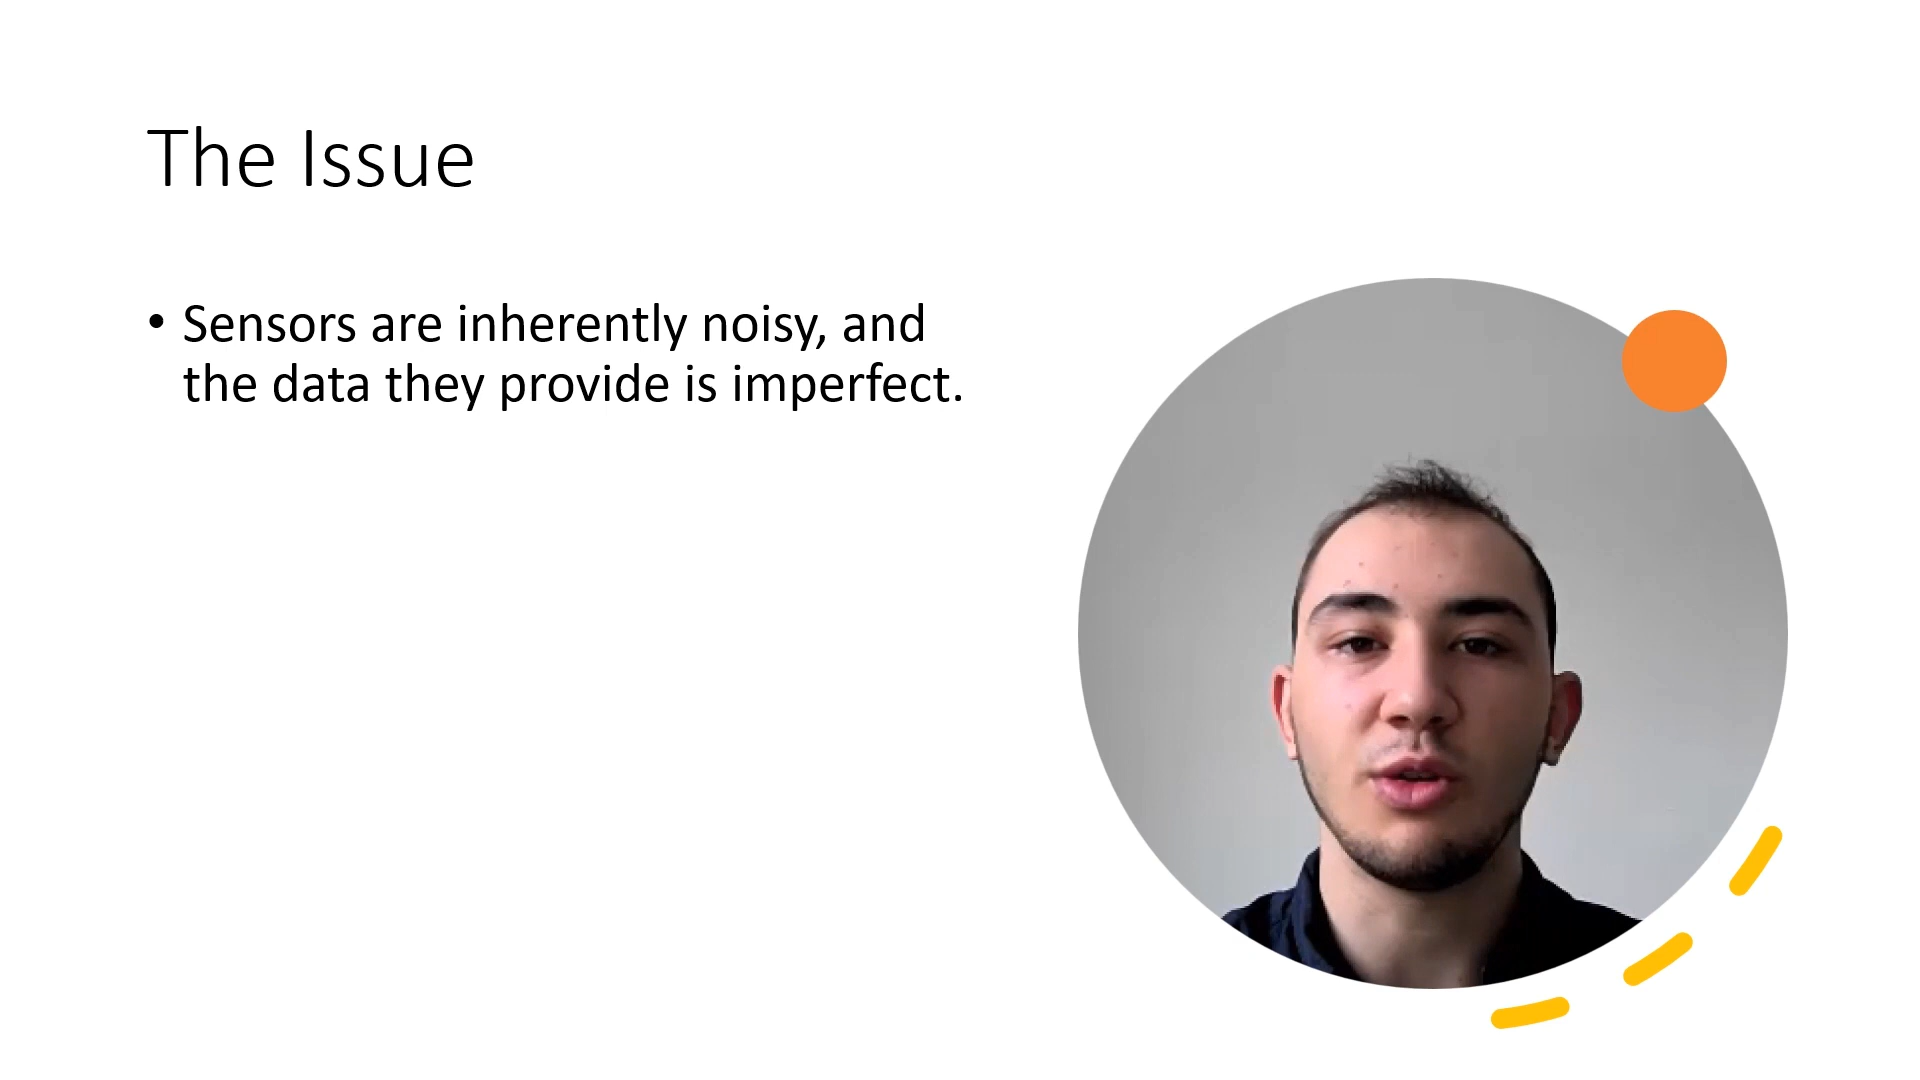 The Issue
• Sensors are inherently noisy, and
the data they provide is imperfect.